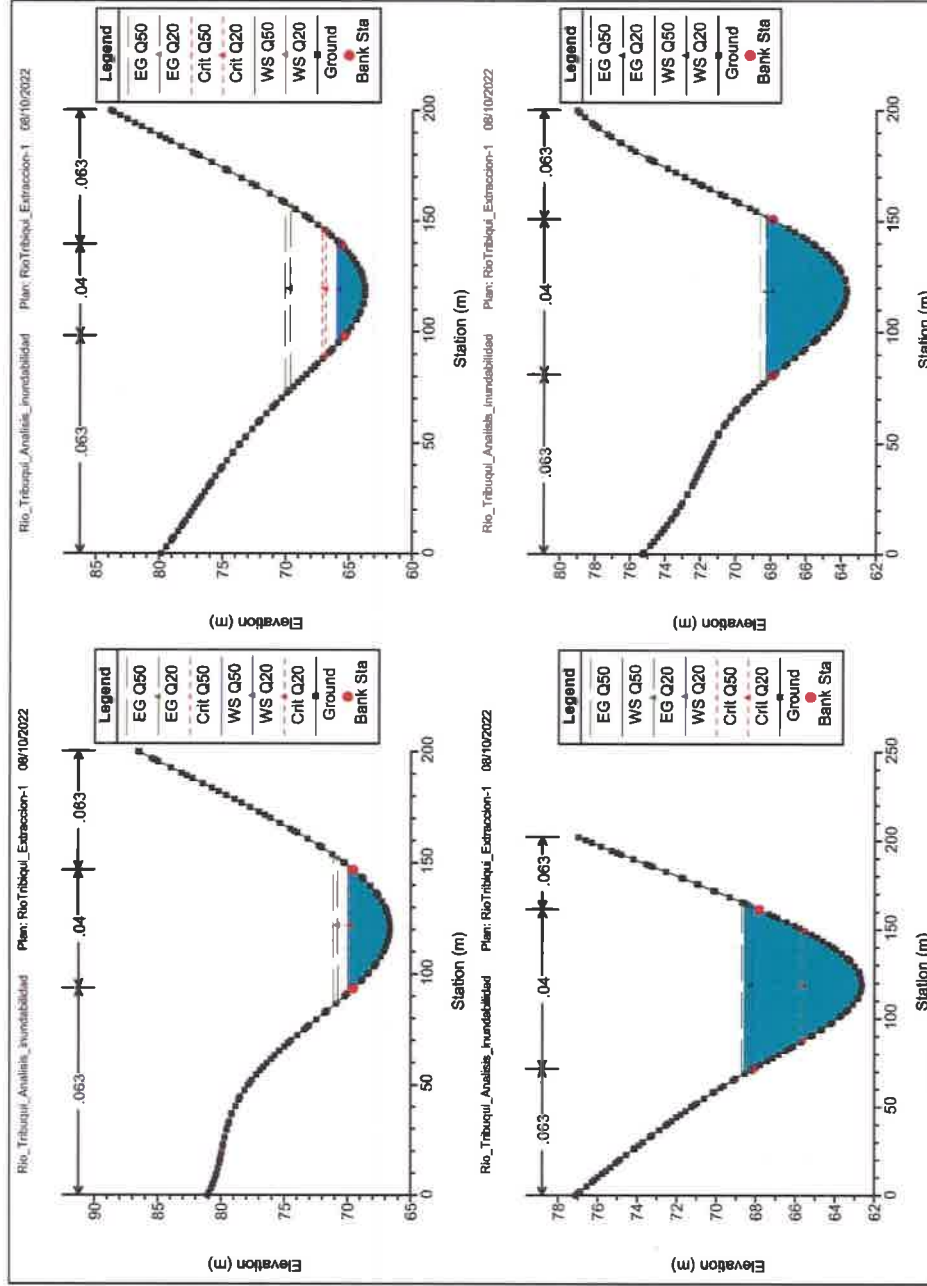 Rio_Tribuqui_Analisis_inundabilidad Plan: RioTribiqui_Extraccion-1 08/10/2022
.063
.04
.063
Legend
EG Q50
EG Q20
Crit Q50
WS Q50
WS Q20
Crit Q20
Ground
Bank Sta
90
85
80
75
70
65
Elevation (m)
0 50 100 150 200
Station (m)
Rio_Tribuqui_Analisis_inundabilidad Plan: RioTribiqui_Extraccion-1 08/10/2022
.063
.04
.063
Legend
EG Q50
EG Q20
Crit Q50
Crit Q20
WS Q50
WS Q20
Ground
Bank Sta
85
80
75
70
65
60
Elevation (m)
0 50 100 150 200
Station (m)
Rio_Tribuqui_Analisis_inundabilidad Plan: RioTribiqui_Extraccion-1 08/10/2022
.063
.04
.063
Legend
EG Q50
WS Q50
EG Q20
WS Q20
Crit Q50
Crit Q20
Ground
Bank Sta
78
76
74
72
70
68
66
64
62
Elevation (m)
0 50 100 150 200 250
Station (m)
Rio_Tribuqui_Analisis_inundabilidad Plan: RioTribiqui_Extraccion-1 08/10/2022
.063
.04
.063
Legend
EG Q50
EG Q20
WS Q50
WS Q20
Ground
Bank Sta
80
78
76
74
72
70
68
66
64
62
Elevation (m)
0 50 100 150 200
Station (m)